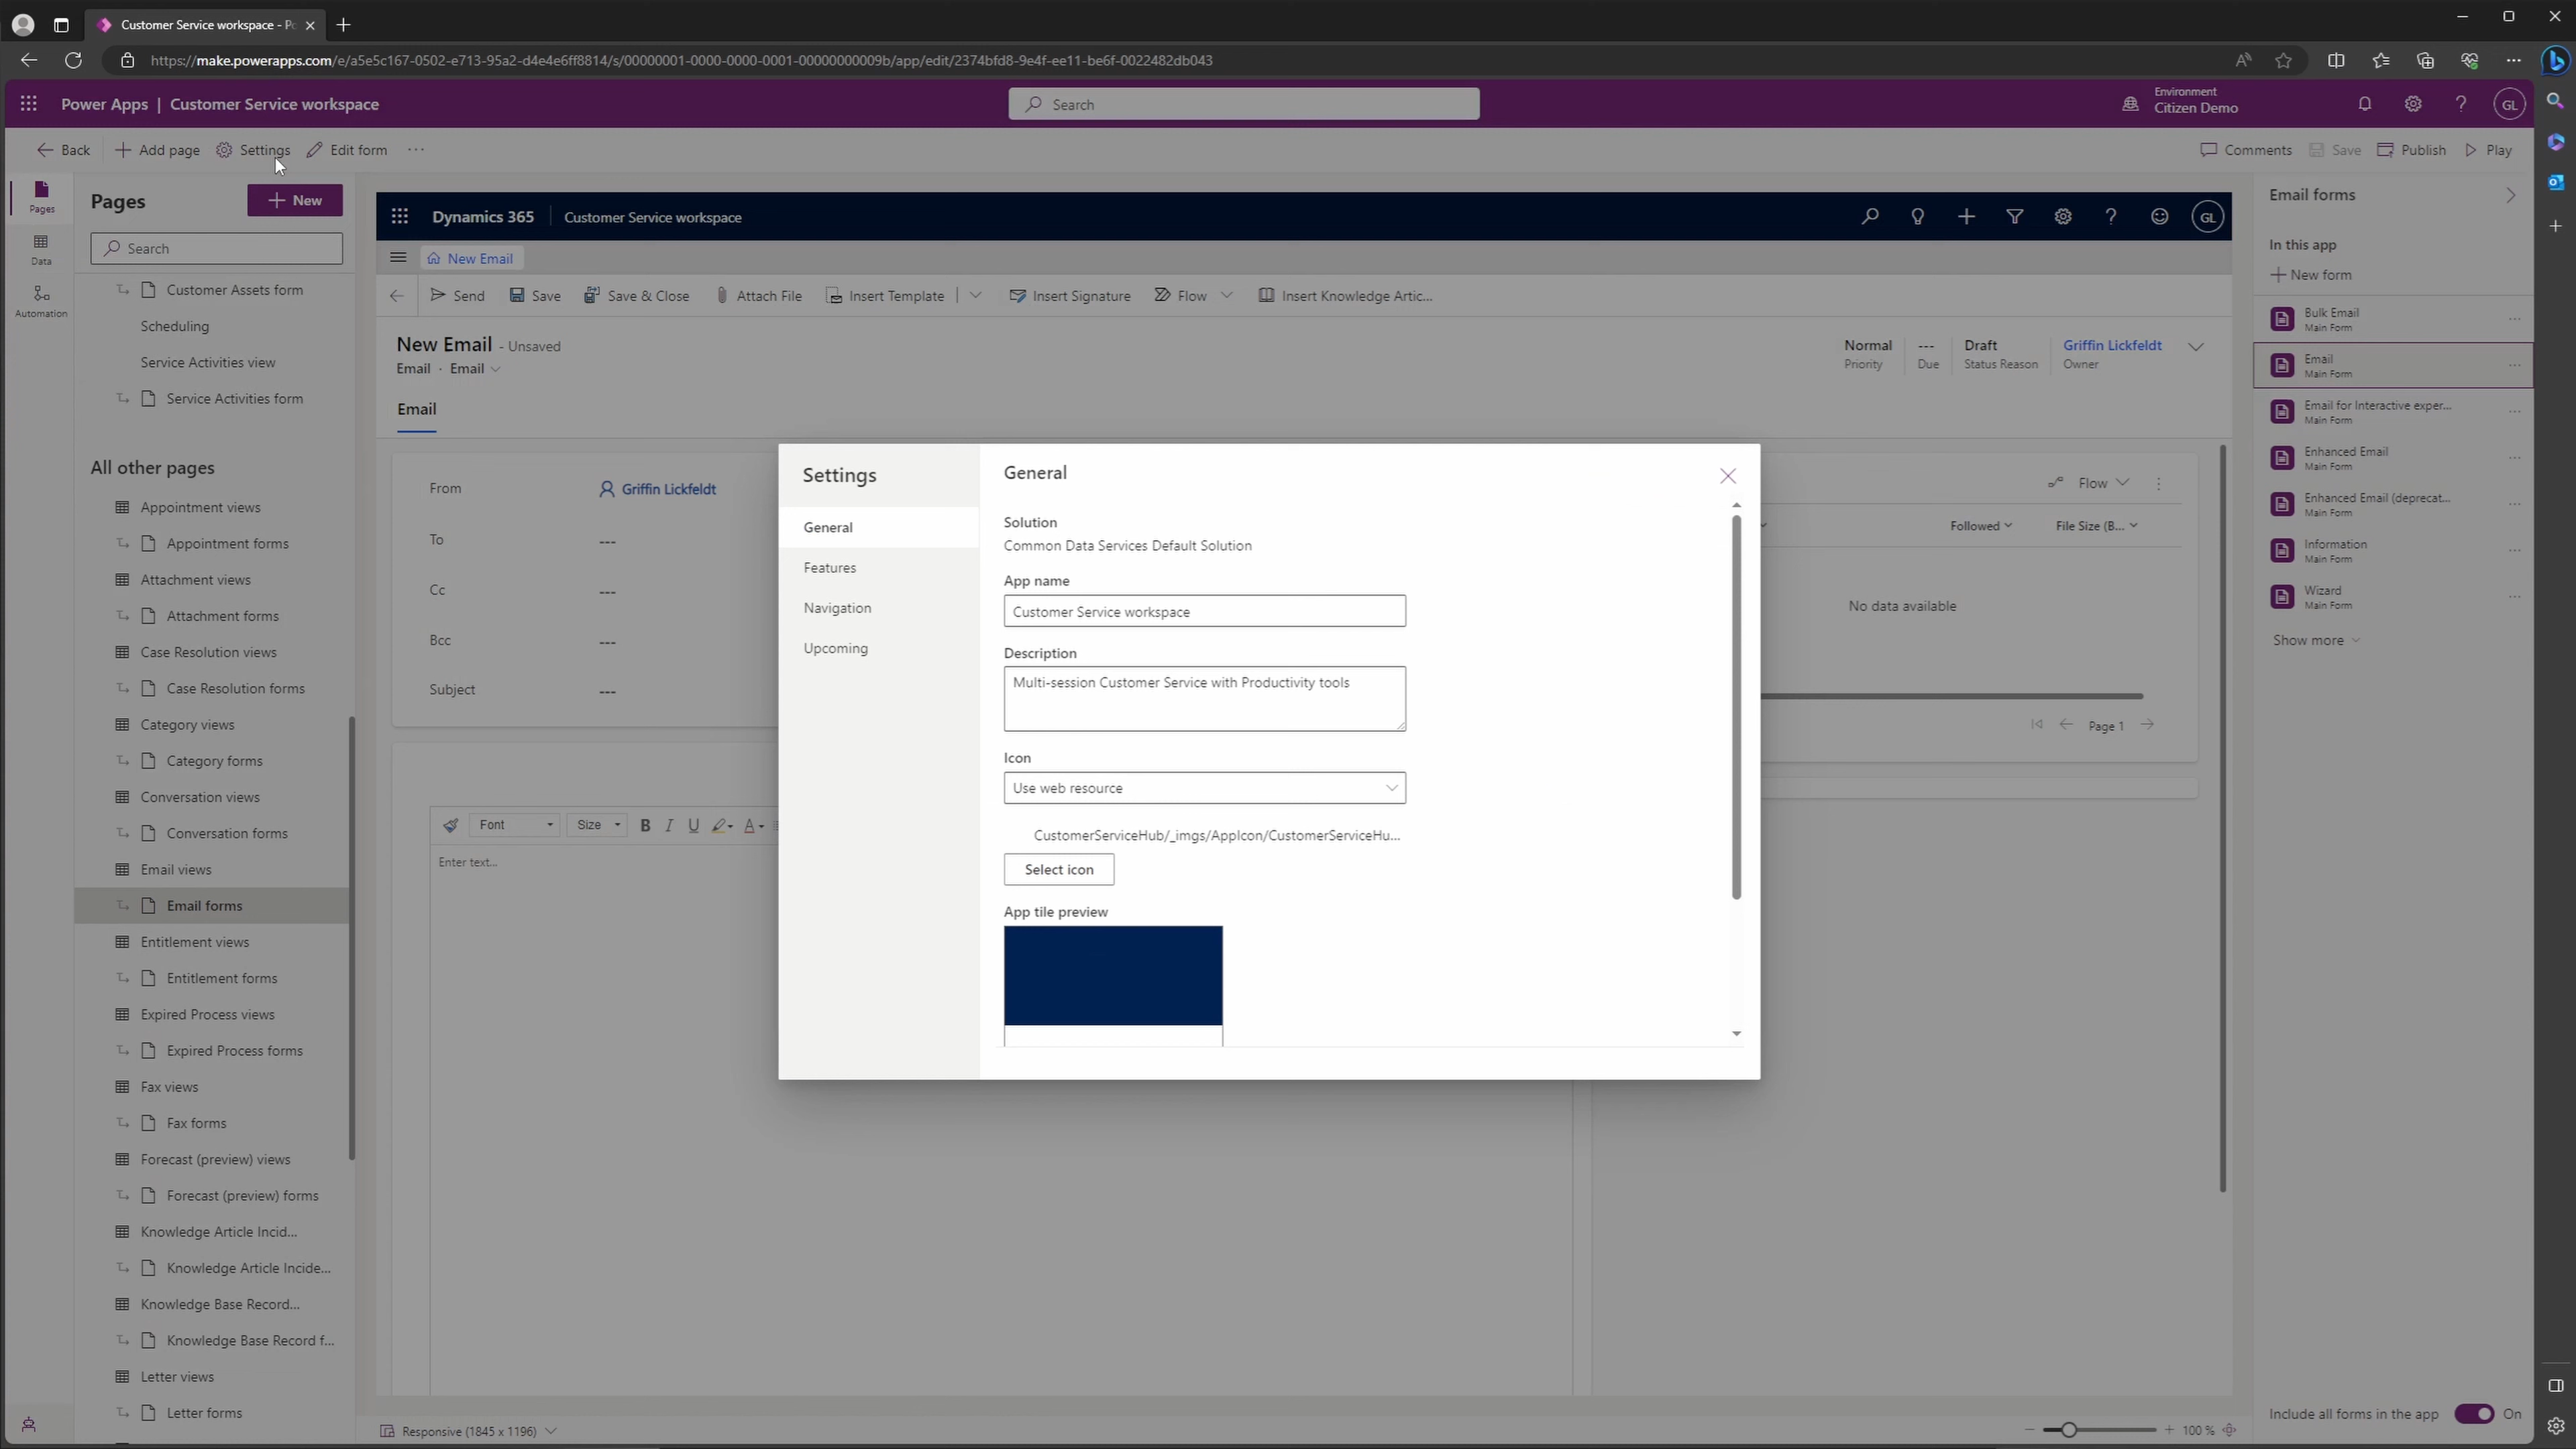 Customer Service workspace - Po
https://make.powerapps.com/e/a5e5c167-0502-e713-95a2-d4e4e6ff8814/s/00000001-0000-0000-0001-00000000009b/app/edit/2374bfd8-9e4f-ee11-be6f-0022482db043
Power Apps | Customer Service workspace
Search
Environment
Citizen Demo
GL
Back
Add page
Settings
Edit form
Comments
Save
Publish
Play
Pages
Data
Automation
Pages
New
Search
Customer Assets form
Scheduling
Service Activities view
Service Activities form
All other pages
Appointment views
Appointment forms
Attachment views
Attachment forms
Case Resolution views
Case Resolution forms
Category views
Category forms
Conversation views
Conversation forms
Email views
Email forms
Entitlement views
Entitlement forms
Expired Process views
Expired Process forms
Fax views
Fax forms
Forecast (preview) views
Forecast (preview) forms
Knowledge Article Incid...
Knowledge Article Incide...
Knowledge Base Record...
Knowledge Base Record f...
Letter views
Letter forms
Dynamics 365
Customer Service workspace
GL
New Email
Send
Save
Save & Close
Attach File
Insert Template
Insert Signature
Flow
Insert Knowledge Artic...
New Email - Unsaved
Email · Email
Normal
Priority
---
Due
Draft
Status Reason
Griffin Lickfeldt
Owner
Email
From
Griffin Lickfeldt
To
---
Cc
---
Bcc
---
Subject
---
Font
Size
B
I
U
A
Enter text...
Flow
Followed
File Size (B...
No data available
Page 1
Settings
General
Features
Navigation
Upcoming
General
Solution
Common Data Services Default Solution
App name
Customer Service workspace
Description
Multi-session Customer Service with Productivity tools
Icon
Use web resource
CustomerServiceHub/_imgs/AppIcon/CustomerServiceHu...
Select icon
App tile preview
Email forms
In this app
New form
Bulk Email
Main Form
Email
Main Form
Email for Interactive exper...
Main Form
Enhanced Email
Main Form
Enhanced Email (deprecat...
Main Form
Information
Main Form
Wizard
Main Form
Show more
Include all forms in the app
On
Responsive (1845 x 1196)
100 %